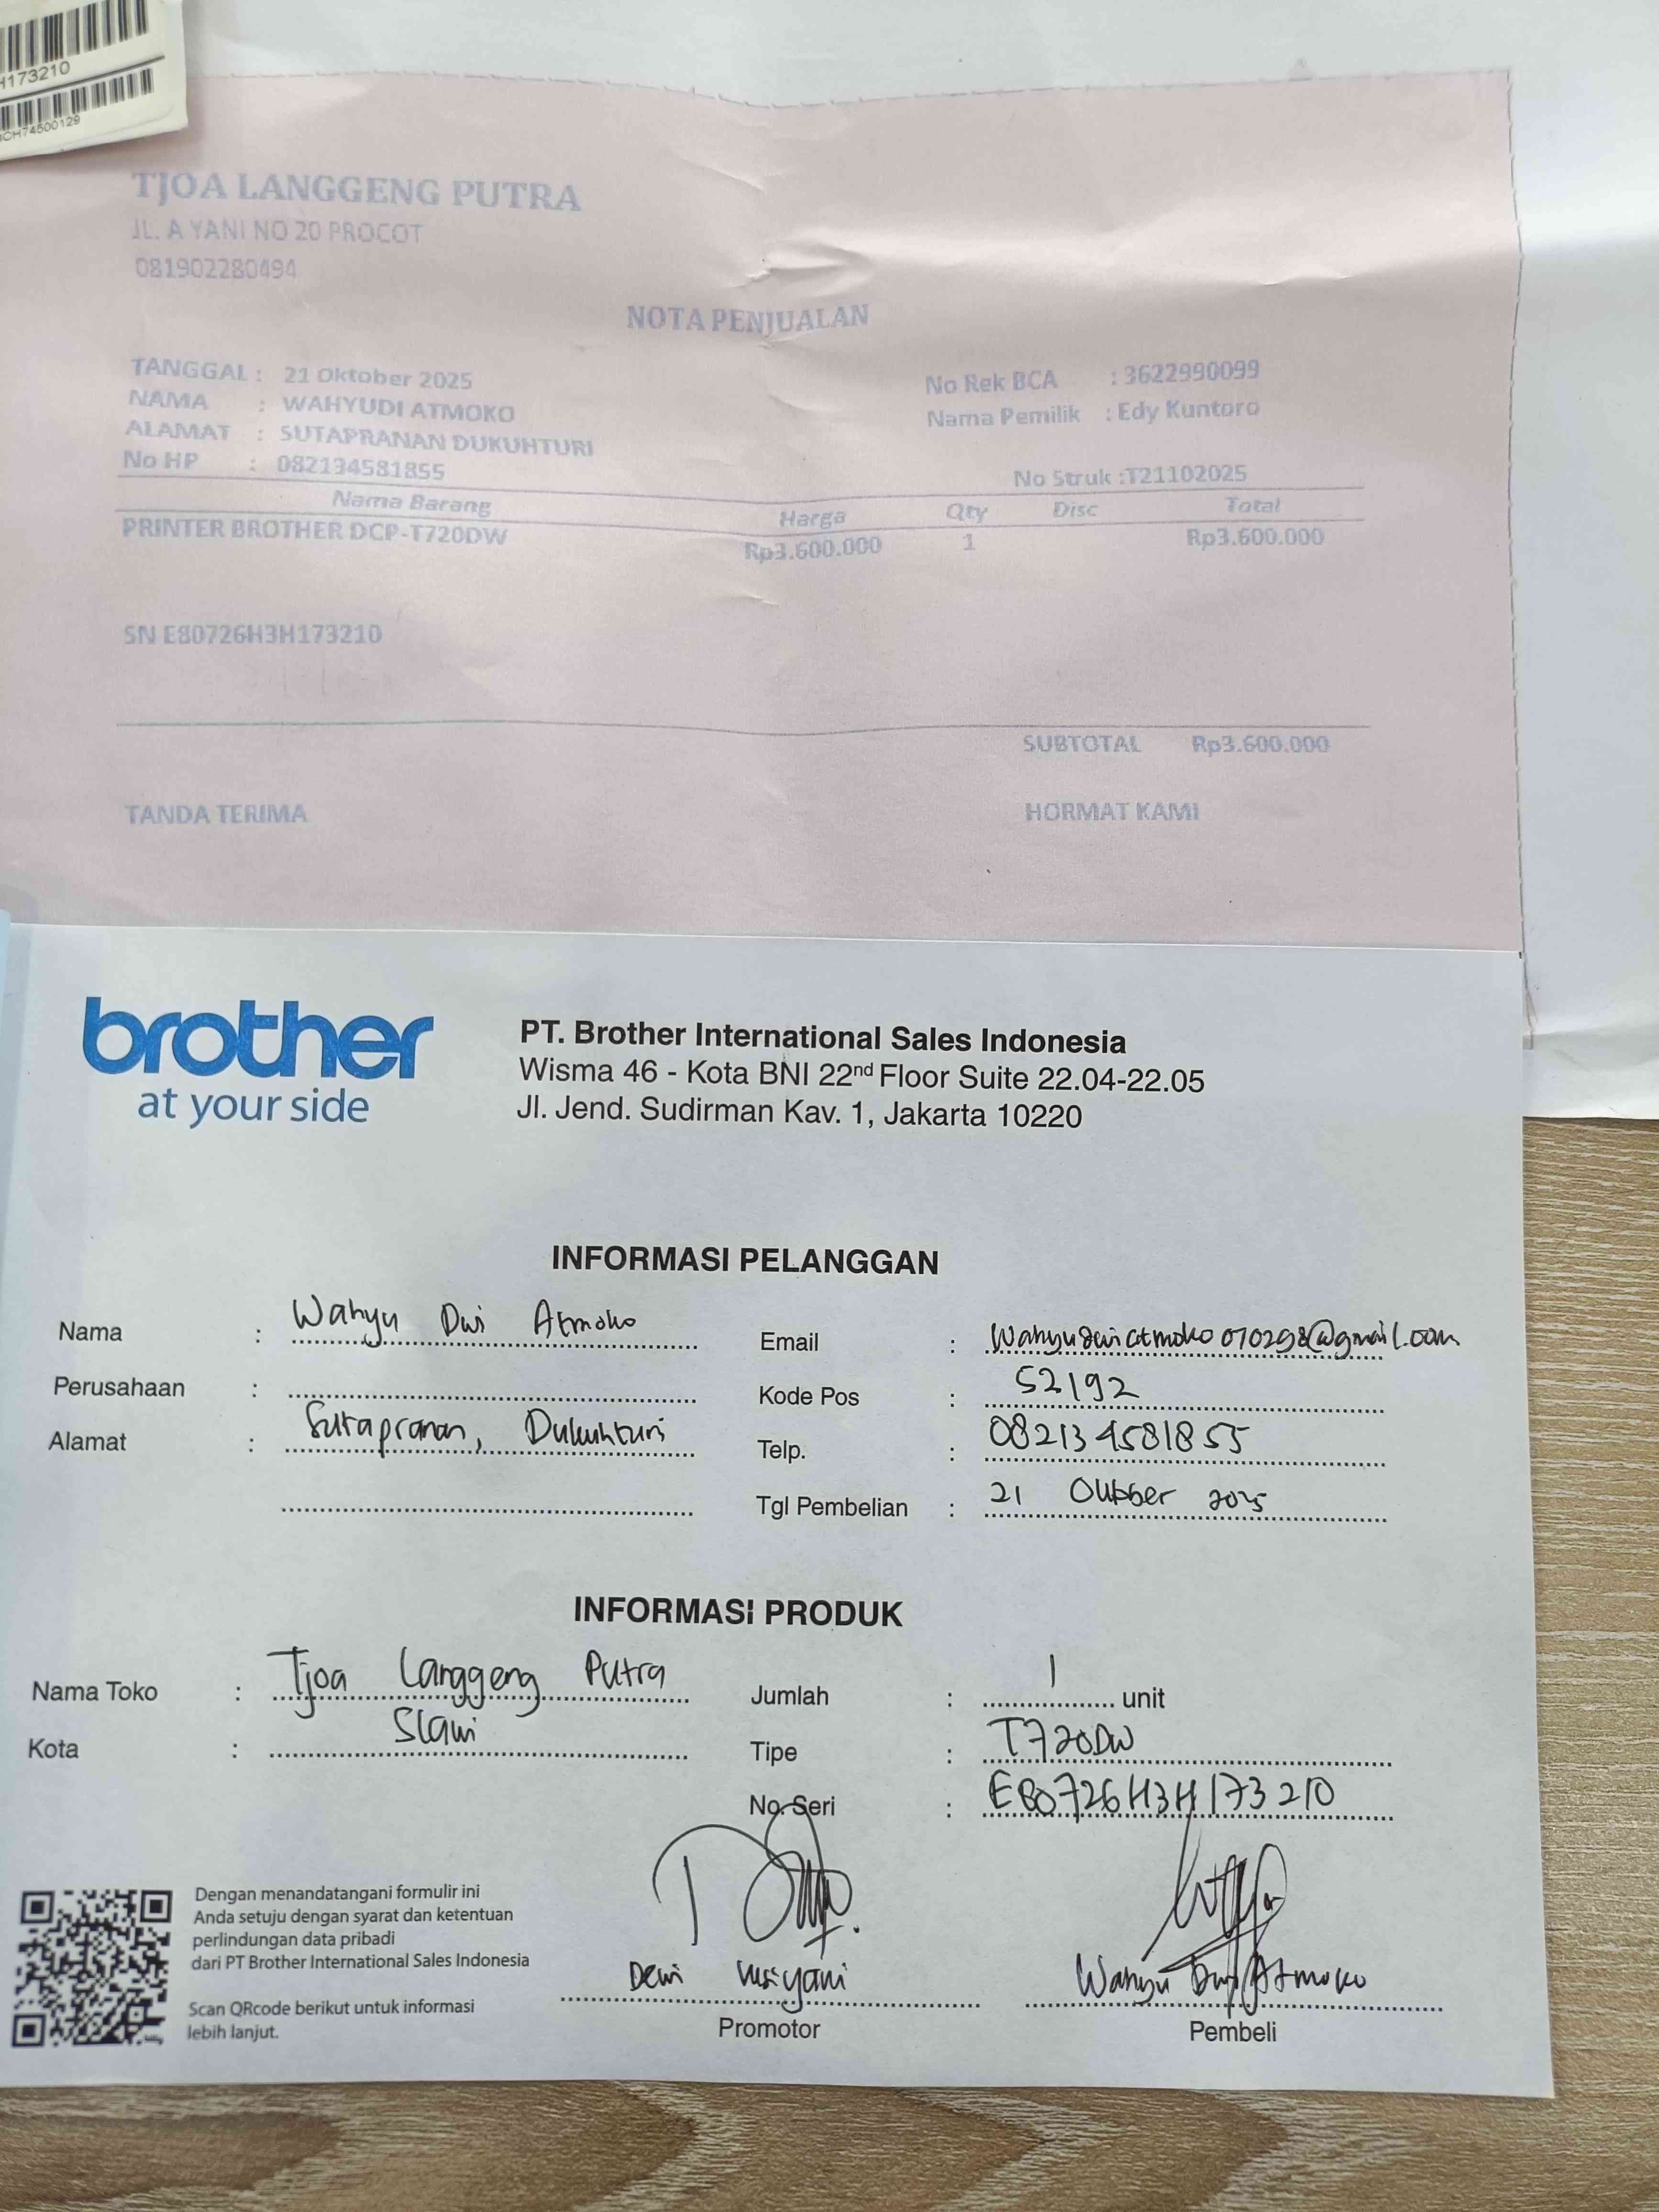 H173210
CH74500129
TJOA LANGGENG PUTRA
JL. A YANI NO 20 PROCOT
081902280494
NOTA PENJUALAN
TANGGAL : 21 Oktober 2025
NAMA : WAHYUDI ATMOKO
ALAMAT : SUTAPRANAN DUKUHTURI
No HP : 082134581855
No Rek BCA : 3622990099
Nama Pemilik : Edy Kuntoro
No Struk :T21102025
Nama Barang Harga Qty Disc Total
PRINTER BROTHER DCP-T720DW Rp3.600.000 1 Rp3.600.000
SN E80726H3H173210
SUBTOTAL Rp3.600.000
TANDA TERIMA HORMAT KAMI
brother
at your side
PT. Brother International Sales Indonesia
Wisma 46 - Kota BNI 22nd Floor Suite 22.04-22.05
Jl. Jend. Sudirman Kav. 1, Jakarta 10220
INFORMASI PELANGGAN
Nama : Wahyu Dwi Atmoko
Perusahaan :
Alamat : Sutapranan, Dukuhturi
Email : Wahyudwiatmoko070298@gmail.com
Kode Pos : 52192
Telp. : 082134581855
Tgl Pembelian : 21 Oktober 2025
INFORMASI PRODUK
Nama Toko : Tjoa Langgeng Putra
Kota : Slawi
Jumlah : 1 unit
Tipe : T720DW
No. Seri : E80726H3H173210
Dengan menandatangani formulir ini
Anda setuju dengan syarat dan ketentuan
perlindungan data pribadi
dari PT Brother International Sales Indonesia
Scan QRcode berikut untuk informasi
lebih lanjut.
Dewi
Promotor
Wahyu Dwi Atmoko
Pembeli